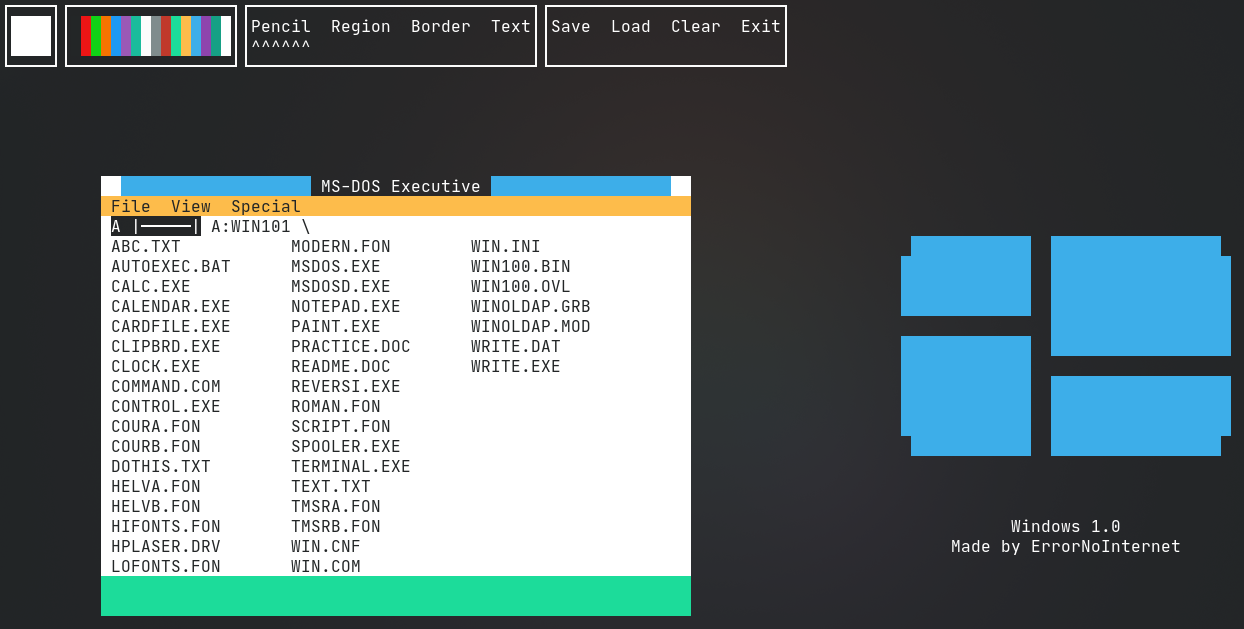 Pencil  Region  Border  Text  Save  Load  Clear  Exit
^^^^^^
MS-DOS Executive
File  View  Special
A |——————| A:WIN101 \
ABC.TXT  MODERN.FON  WIN.INI
AUTOEXEC.BAT  MSDOS.EXE  WIN100.BIN
CALC.EXE  MSDOSD.EXE  WIN100.OVL
CALENDAR.EXE  NOTEPAD.EXE  WINOLDAP.GRB
CARDFILE.EXE  PAINT.EXE  WINOLDAP.MOD
CLIPBRD.EXE  PRACTICE.DOC  WRITE.DAT
CLOCK.EXE  README.DOC  WRITE.EXE
COMMAND.COM  REVERSI.EXE
CONTROL.EXE  ROMAN.FON
COURA.FON  SCRIPT.FON
COURB.FON  SPOOLER.EXE
DOTHIS.TXT  TERMINAL.EXE
HELVA.FON  TEXT.TXT
HELVB.FON  TMSRA.FON
HIFONTS.FON  TMSRB.FON
HPLASER.DRV  WIN.CNF
LOFONTS.FON  WIN.COM
Windows 1.0
Made by ErrorNoInternet